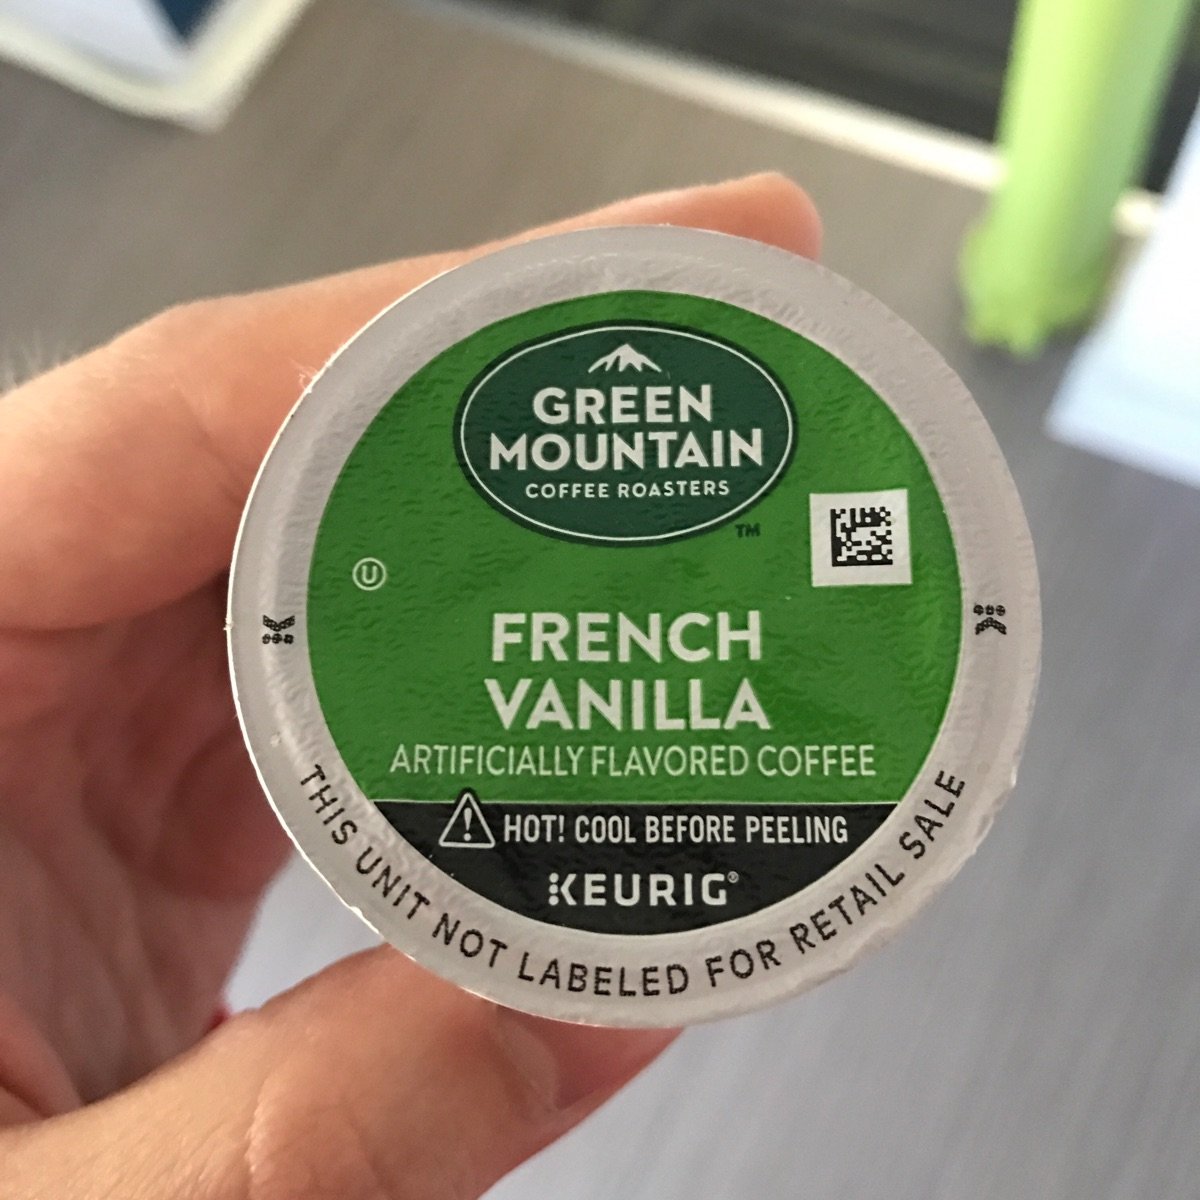 GREEN
MOUNTAIN
COFFEE ROASTERS
TM
U
FRENCH
VANILLA
ARTIFICIALLY FLAVORED COFFEE
HOT! COOL BEFORE PEELING
KEURIG®
THIS UNIT NOT LABELED FOR RETAIL SALE